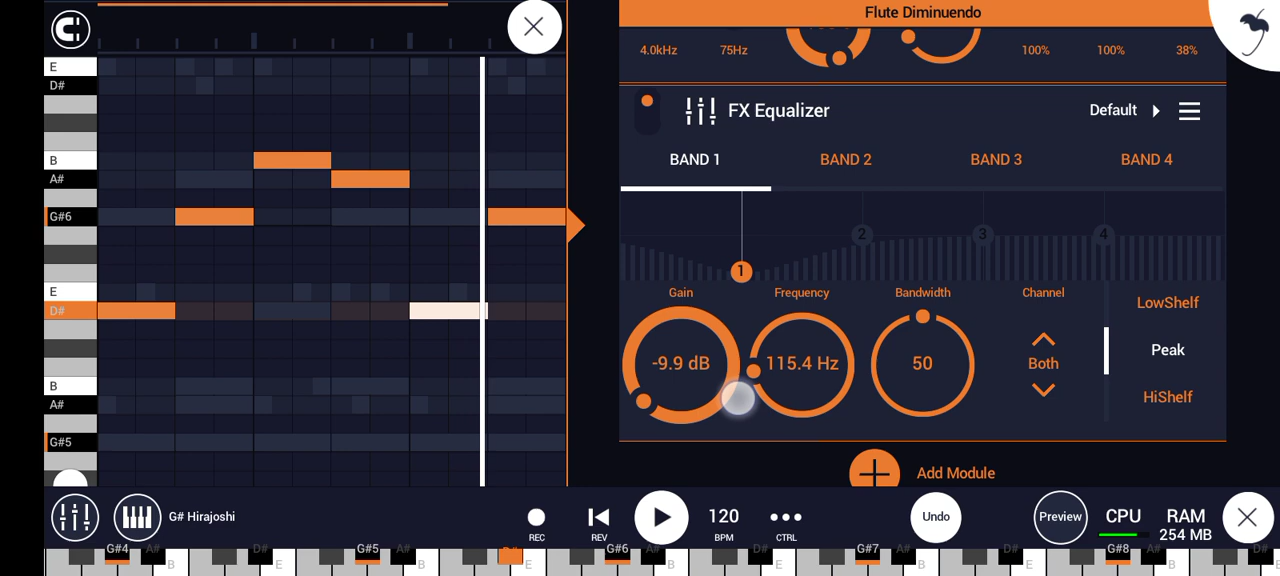 Flute Diminuendo
4.0kHz 75Hz 100% 100% 38%
FX Equalizer Default
BAND 1 BAND 2 BAND 3 BAND 4
1 2 3 4
Gain Frequency Bandwidth Channel
-9.9 dB 115.4 Hz 50 Both
LowShelf
Peak
HiShelf
Add Module
E
D#
B
A#
G#6
E
D#
B
A#
G#5
G# Hirajoshi
REC REV 120 BPM CTRL
Undo Preview CPU RAM
254 MB
G#4 A# D# G#5 A# D# G#6 A# D# G#7 A# D# G#8 A# D#
B E B E B E B E B E